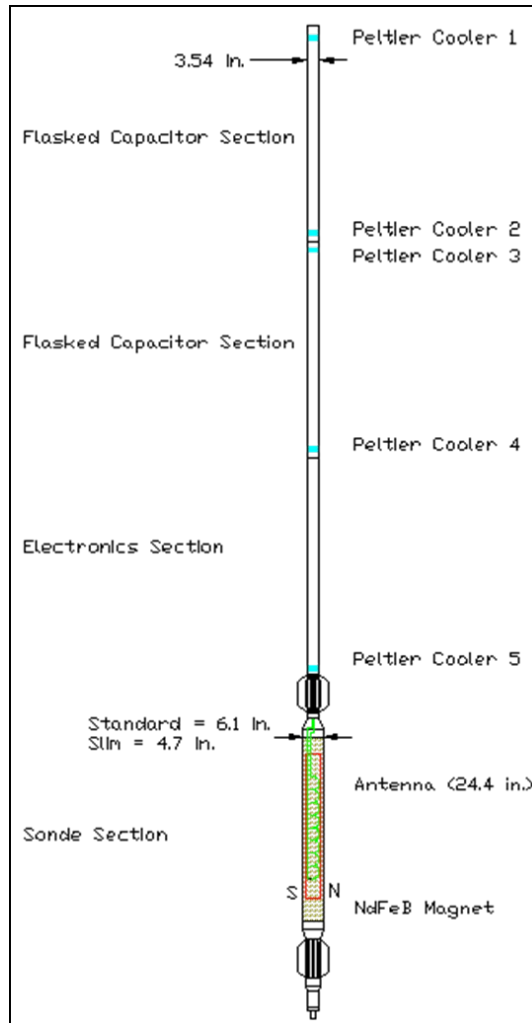 Peltier Cooler 1
3.54 in.
Flasked Capacitor Section
Peltier Cooler 2
Peltier Cooler 3
Flasked Capacitor Section
Peltier Cooler 4
Electronics Section
Peltier Cooler 5
Standard = 6.1 in.
Slim = 4.7 in.
Antenna (24.4 in.)
Sonde Section
S N
NdFeB Magnet